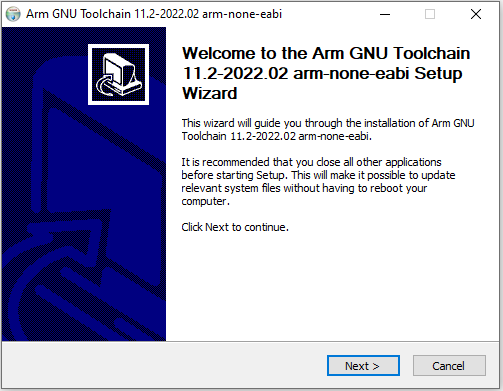 Arm GNU Toolchain 11.2-2022.02 arm-none-eabi
Welcome to the Arm GNU Toolchain
11.2-2022.02 arm-none-eabi Setup
Wizard
This wizard will guide you through the installation of Arm GNU
Toolchain 11.2-2022.02 arm-none-eabi.
It is recommended that you close all other applications
before starting Setup. This will make it possible to update
relevant system files without having to reboot your
computer.
Click Next to continue.
Next >
Cancel